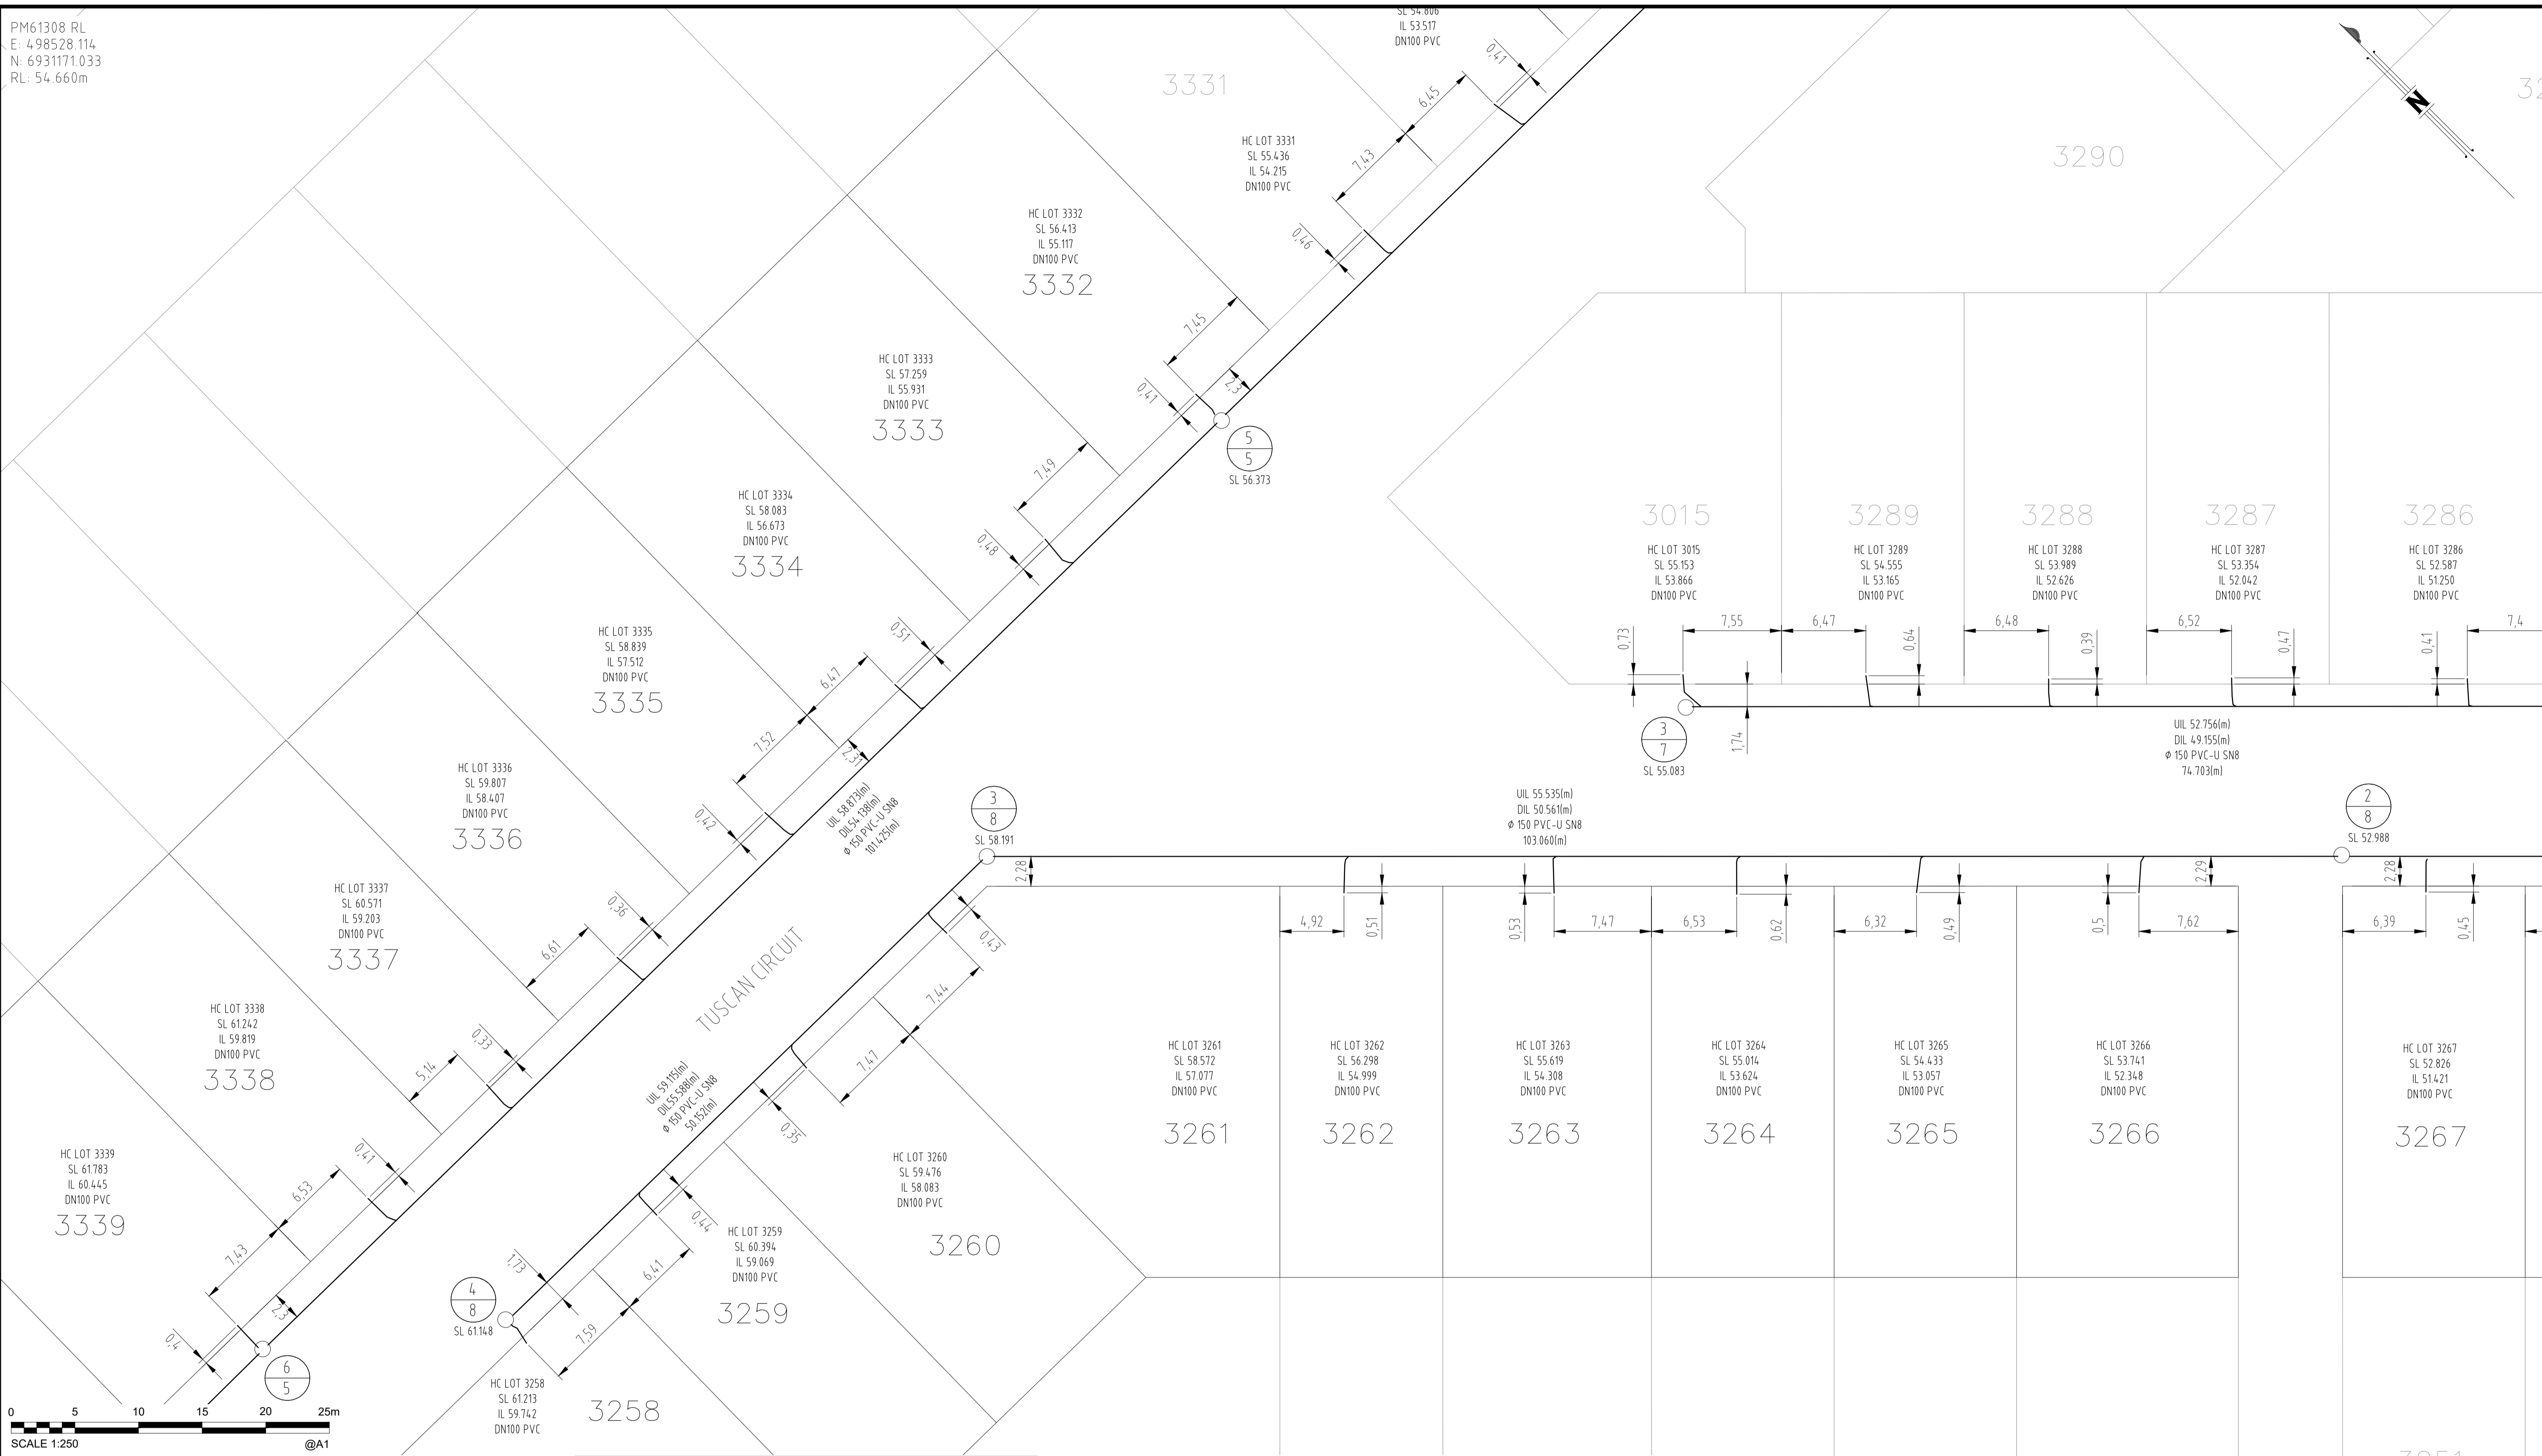 PM61308 RL
E: 498528.114
N: 6931171.033
RL: 54.660m
SL 54.806
IL 53.517
DN100 PVC
0,41
6,45
7,43
3331
HC LOT 3331
SL 55.436
IL 54.215
DN100 PVC
0,46
N
3290
HC LOT 3332
SL 56.413
IL 55.117
DN100 PVC
3332
7,45
0,41
2,3
5
5
SL 56.373
HC LOT 3333
SL 57.259
IL 55.931
DN100 PVC
3333
7,49
0,48
HC LOT 3334
SL 58.083
IL 56.673
DN100 PVC
3334
0,51
6,47
7,52
2,31
HC LOT 3335
SL 58.839
IL 57.512
DN100 PVC
3335
0,42
UIL 58.873(m)
DIL54.138(m)
ϕ 150 PVC-U SN8
101.425(m)
HC LOT 3336
SL 59.807
IL 58.407
DN100 PVC
3336
0,36
6,61
HC LOT 3337
SL 60.571
IL 59.203
DN100 PVC
3337
0,33
5,14
HC LOT 3338
SL 61.242
IL 59.819
DN100 PVC
3338
0,41
6,53
7,43
HC LOT 3339
SL 61.783
IL 60.445
DN100 PVC
3339
2,3
0,4
6
5
3015
HC LOT 3015
SL 55.153
IL 53.866
DN100 PVC
3289
HC LOT 3289
SL 54.555
IL 53.165
DN100 PVC
3288
HC LOT 3288
SL 53.989
IL 52.626
DN100 PVC
3287
HC LOT 3287
SL 53.354
IL 52.042
DN100 PVC
3286
HC LOT 3286
SL 52.587
IL 51.250
DN100 PVC
0,73
7,55
6,47
0,64
6,48
0,39
6,52
0,47
0,41
7,4
1,74
3
7
SL 55.083
UIL 52.756(m)
DIL 49.155(m)
ϕ 150 PVC-U SN8
74.703(m)
3
8
SL 58.191
UIL 55.535(m)
DIL 50.561(m)
ϕ 150 PVC-U SN8
103.060(m)
2
8
SL 52.988
2,28
4,92
0,51
0,53
7,47
6,53
0,62
6,32
0,49
0,5
7,62
2,29
2,28
6,39
0,45
TUSCAN CIRCUIT
0,43
7,44
7,47
0,35
UIL 59.115(m)
DIL55.588(m)
ϕ 150 PVC-U SN8
50.152(m)
HC LOT 3261
SL 58.572
IL 57.077
DN100 PVC
3261
HC LOT 3262
SL 56.298
IL 54.999
DN100 PVC
3262
HC LOT 3263
SL 55.619
IL 54.308
DN100 PVC
3263
HC LOT 3264
SL 55.014
IL 53.624
DN100 PVC
3264
HC LOT 3265
SL 54.433
IL 53.057
DN100 PVC
3265
HC LOT 3266
SL 53.741
IL 52.348
DN100 PVC
3266
HC LOT 3267
SL 52.826
IL 51.421
DN100 PVC
3267
HC LOT 3260
SL 59.476
IL 58.083
DN100 PVC
3260
0,44
HC LOT 3259
SL 60.394
IL 59.069
DN100 PVC
3259
6,41
7,59
1,73
4
8
SL 61.148
HC LOT 3258
SL 61.213
IL 59.742
DN100 PVC
3258
0 5 10 15 20 25m
SCALE 1:250 @A1